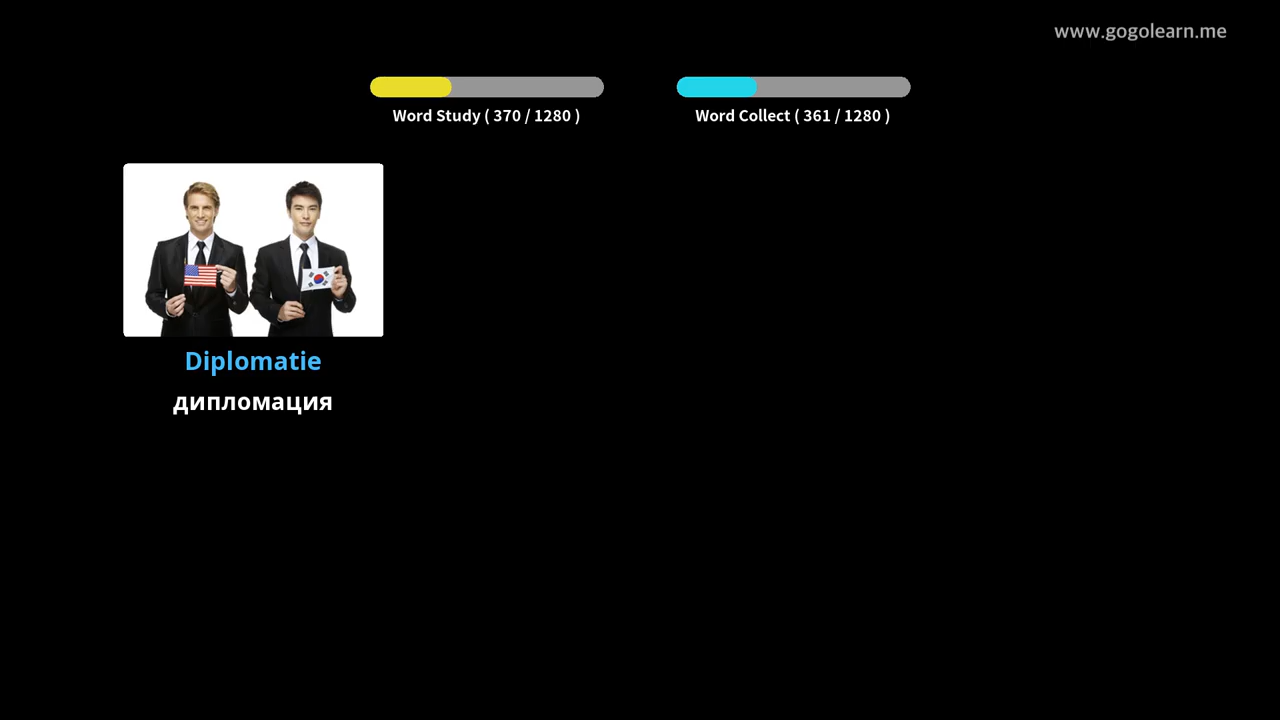 www.gogolearn.me
Word Study ( 370 / 1280 )
Word Collect ( 361 / 1280 )
Diplomatie
дипломация